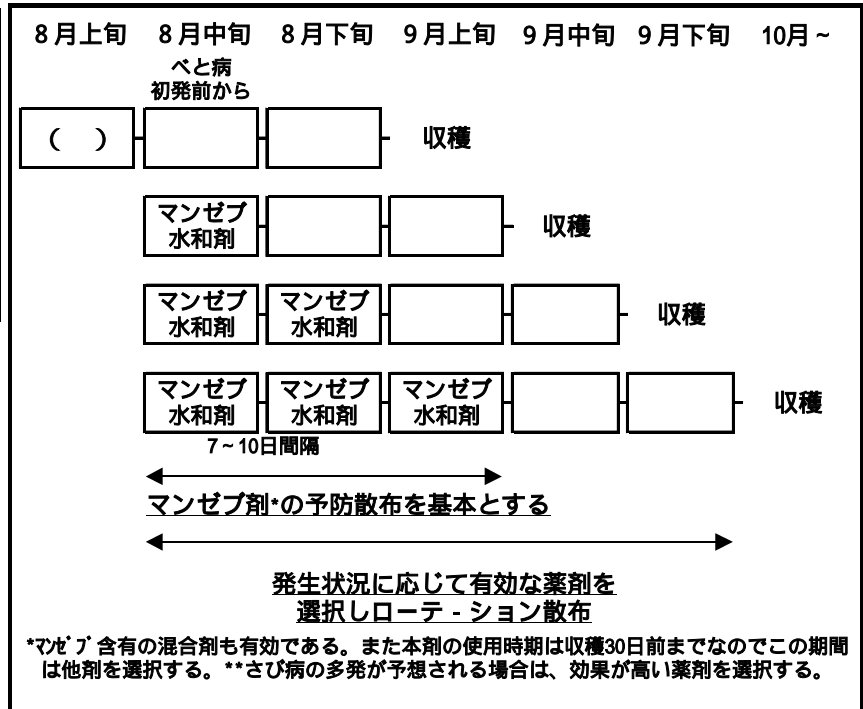 ８月上旬　８月中旬　８月下旬　９月上旬　９月中旬　９月下旬　10月～
べと病
初発前から
（　）
収穫
マンゼブ
水和剤
収穫
マンゼブ　マンゼブ
水和剤　水和剤
収穫
マンゼブ　マンゼブ　マンゼブ
水和剤　水和剤　水和剤
収穫
7～10日間隔
マンゼブ剤*の予防散布を基本とする
発生状況に応じて有効な薬剤を
選択しローテ - ション散布
*ﾏﾝｾﾞﾌﾞ含有の混合剤も有効である。また本剤の使用時期は収穫30日前までなのでこの期間
は他剤を選択する。**さび病の多発が予想される場合は、効果が高い薬剤を選択する。